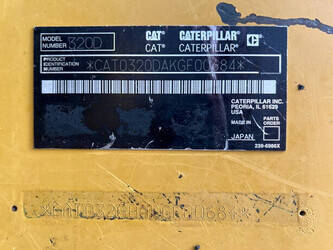 MODEL NUMBER 320D
CAT® CATERPILLAR®
CAT® CATERPILLAR®
PRODUCT IDENTIFICATION NUMBER *CAT0320DAKGF00684*
CATERPILLAR INC.
PEORIA, IL 61629
USA
MADE IN
JAPAN
PARTS ORDER
239-6986X
*CAT0320DAKGF00684*